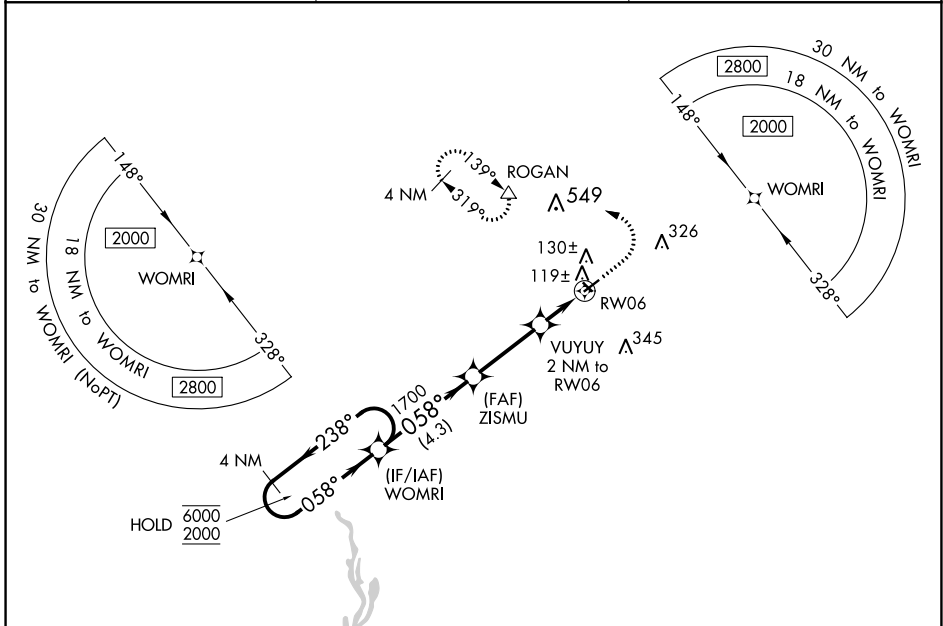 30 NM to WOMRI
2800
18 NM to WOMRI
148°
2000
WOMRI
328°
148°
2000
WOMRI
18 NM to WOMRI
30 NM to WOMRI (NoPT)
2800
328°
139°
ROGAN
4 NM
319°
549
326
130±
119±
RW06
345
VUYUY
2 NM to
RW06
(FAF)
ZISMU
1700
058°
(4.3)
238°
4 NM
(IF/IAF)
WOMRI
058°
HOLD
6000
2000